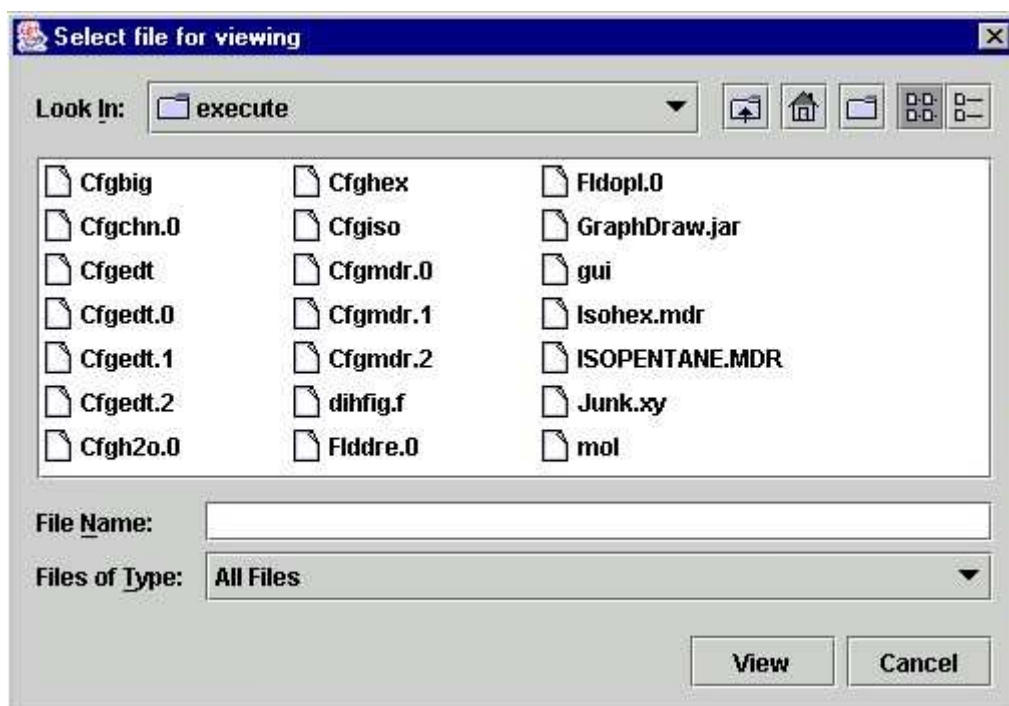 Select file for viewing
Look In: execute
Cfgbig Cfghex Fldopl.0
Cfgchn.0 Cfgiso GraphDraw.jar
Cfgedt Cfgmdr.0 gui
Cfgedt.0 Cfgmdr.1 Isohex.mdr
Cfgedt.1 Cfgmdr.2 ISOPENTANE.MDR
Cfgedt.2 dihfig.f Junk.xy
Cfgh2o.0 Flddre.0 mol
File Name:
Files of Type: All Files
View Cancel